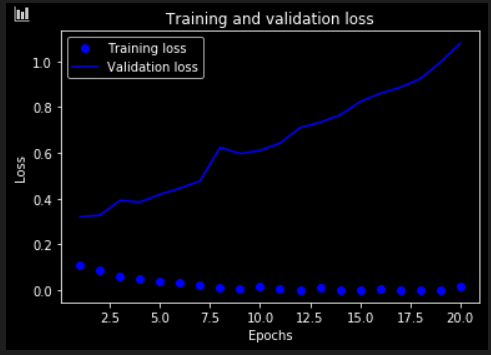 Training and validation loss
Training loss
Validation loss
1.0
0.8
0.6
0.4
0.2
0.0
Loss
2.5 5.0 7.5 10.0 12.5 15.0 17.5 20.0
Epochs